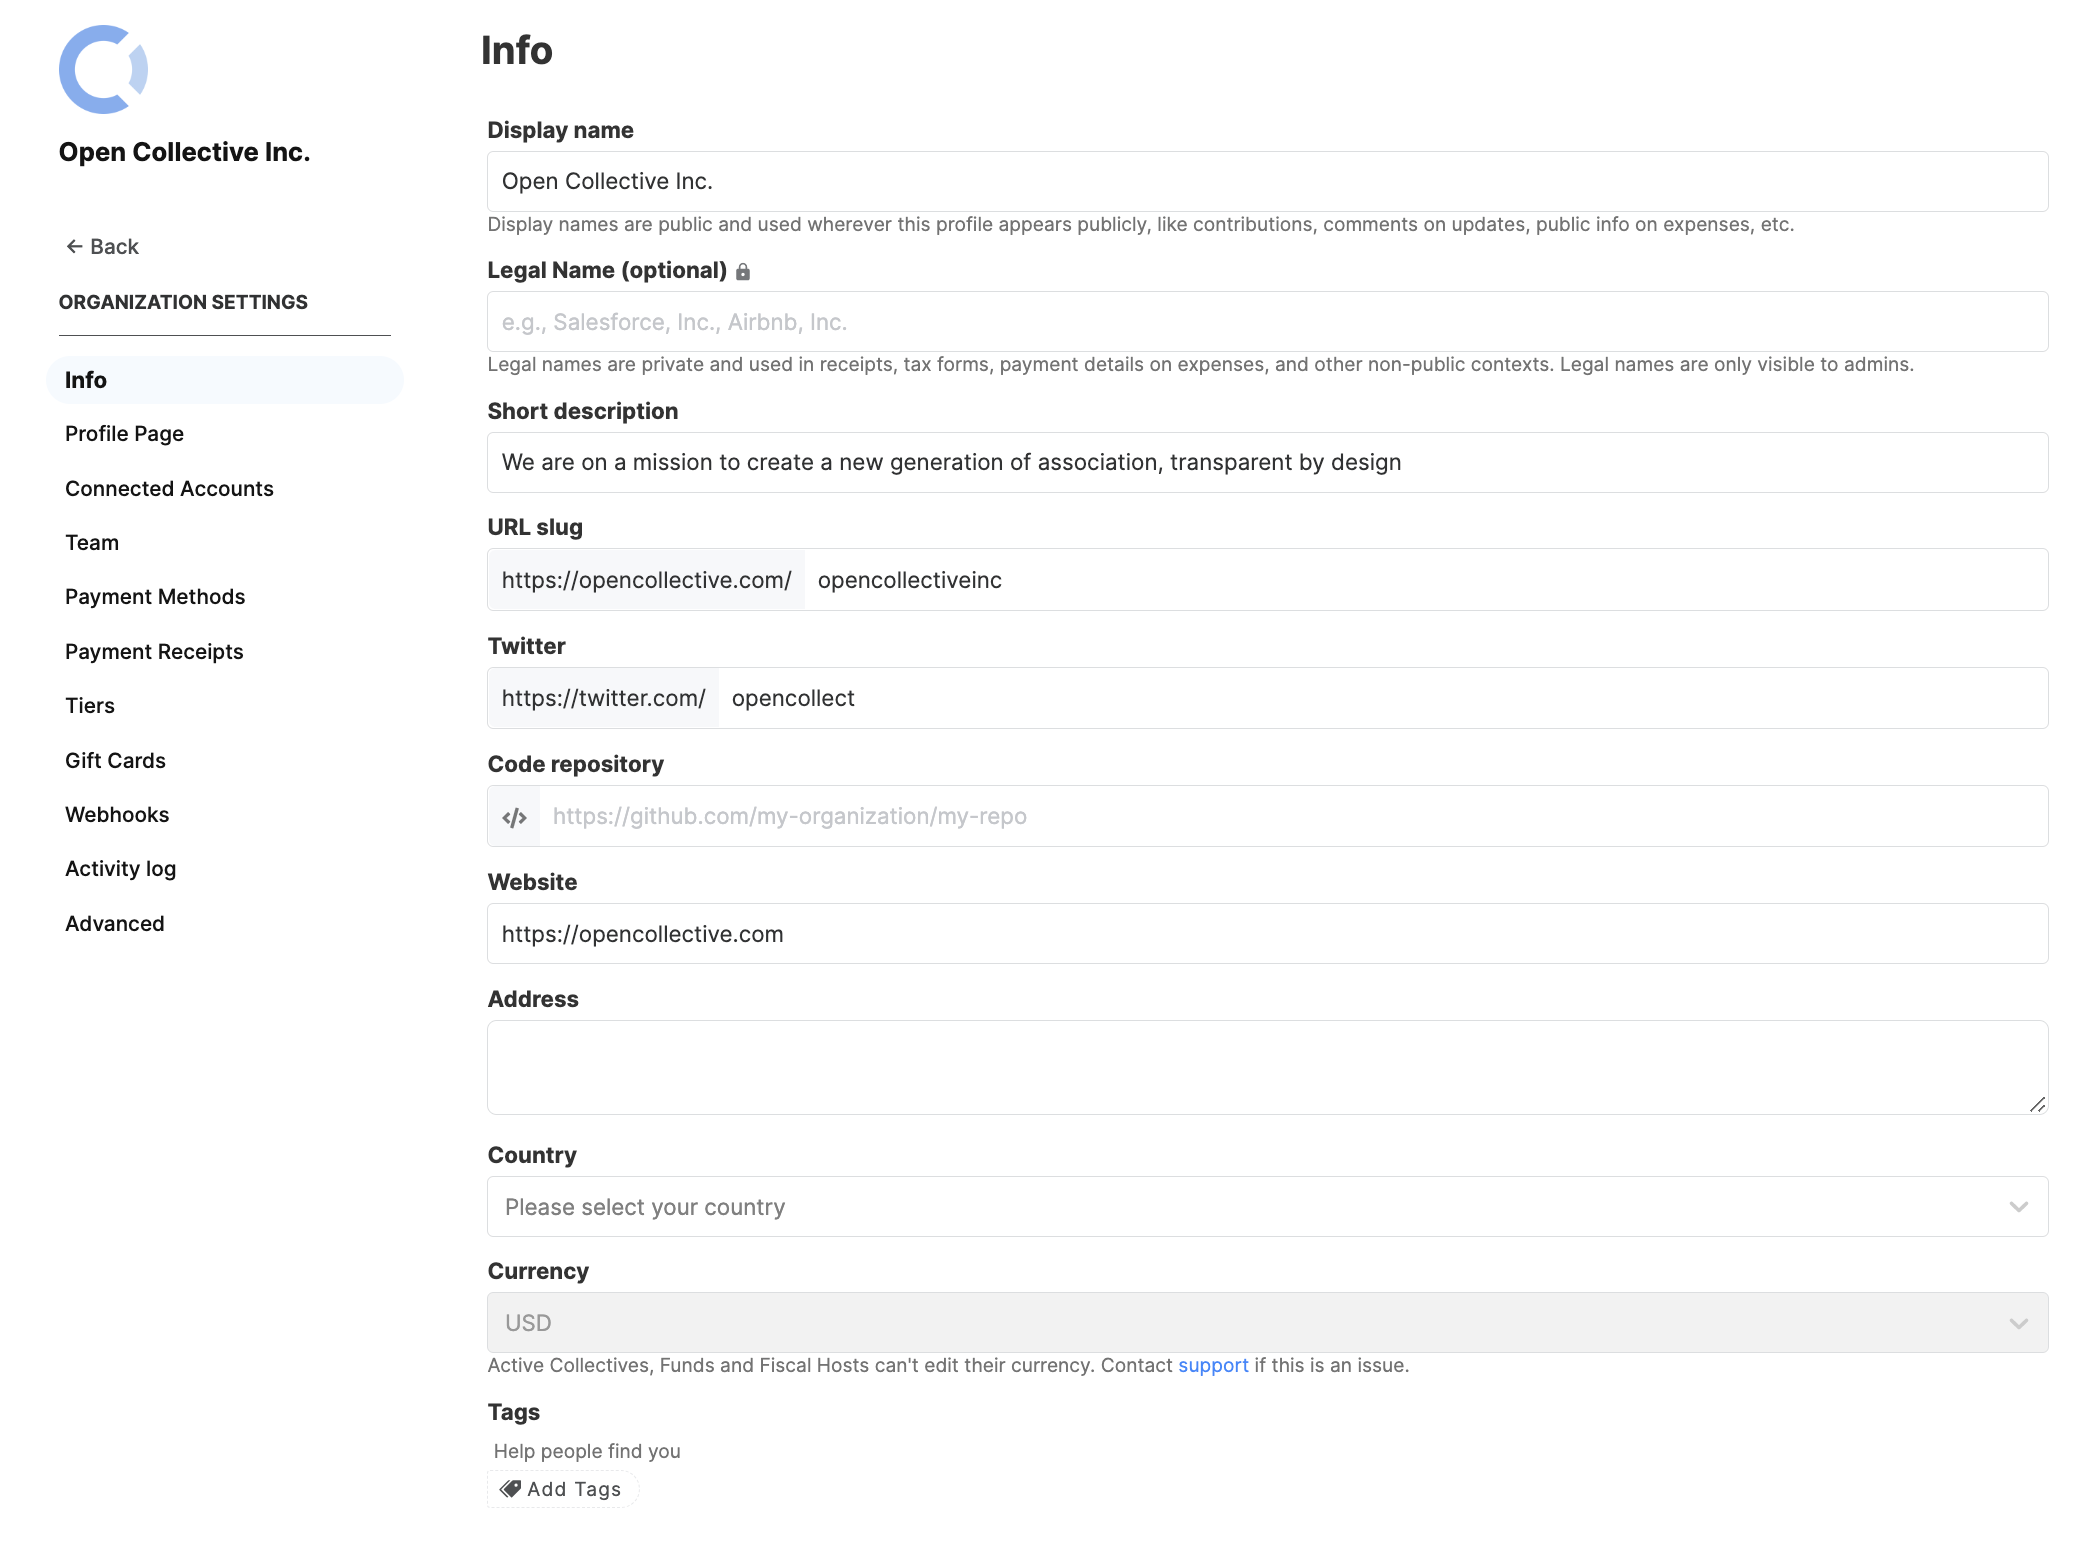 Open Collective Inc.
← Back
ORGANIZATION SETTINGS
Info
Profile Page
Connected Accounts
Team
Payment Methods
Payment Receipts
Tiers
Gift Cards
Webhooks
Activity log
Advanced
Info
Display name
Open Collective Inc.
Display names are public and used wherever this profile appears publicly, like contributions, comments on updates, public info on expenses, etc.
Legal Name (optional)
e.g., Salesforce, Inc., Airbnb, Inc.
Legal names are private and used in receipts, tax forms, payment details on expenses, and other non-public contexts. Legal names are only visible to admins.
Short description
We are on a mission to create a new generation of association, transparent by design
URL slug
https://opencollective.com/ opencollectiveinc
Twitter
https://twitter.com/ opencollect
Code repository
https://github.com/my-organization/my-repo
Website
https://opencollective.com
Address
Country
Please select your country
Currency
USD
Active Collectives, Funds and Fiscal Hosts can't edit their currency. Contact support if this is an issue.
Tags
Help people find you
Add Tags